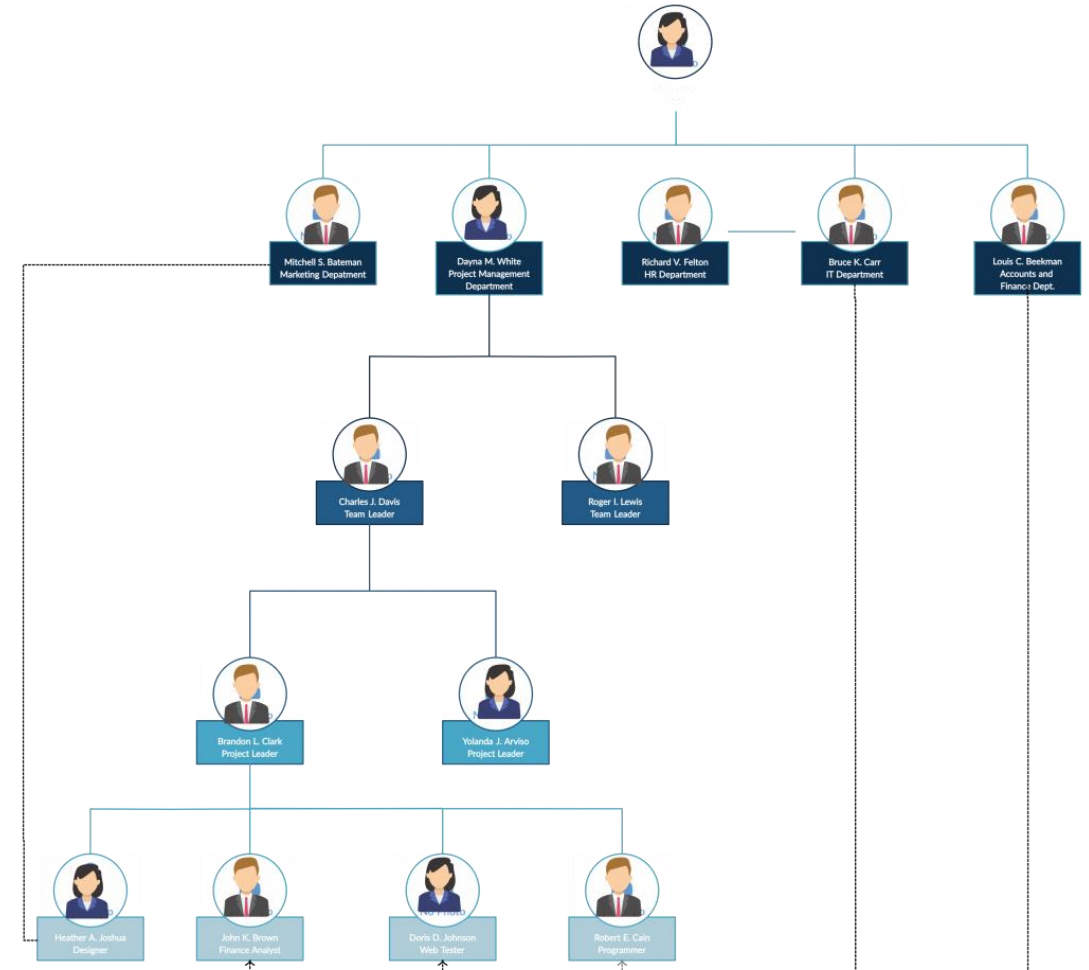 Mitchell S. Bateman
Marketing Depatment
Dayna M. White
Project Management
Department
Richard V. Felton
HR Department
Bruce K. Carr
IT Department
Louis C. Beekman
Accounts and
Finance Dept.
Charles J. Davis
Team Leader
Roger I. Lewis
Team Leader
Brandon L. Clark
Project Leader
Yolanda J. Arviso
Project Leader
Heather A. Joshua
Designer
John K. Brown
Finance Analyst
No Photo
Doris D. Johnson
Web Tester
Robert E. Cain
Programmer